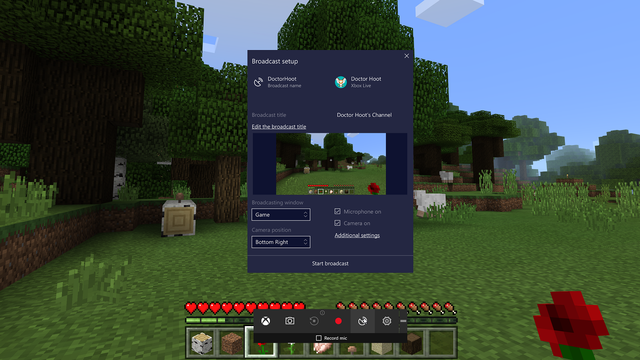 Broadcast setup
DoctorHoot
Broadcast name
Doctor Hoot
Xbox Live
Broadcast title
Doctor Hoot's Channel
Edit the broadcast title
Broadcasting window
Game
Microphone on
Camera on
Camera position
Additional settings
Bottom Right
Start broadcast
Record mic